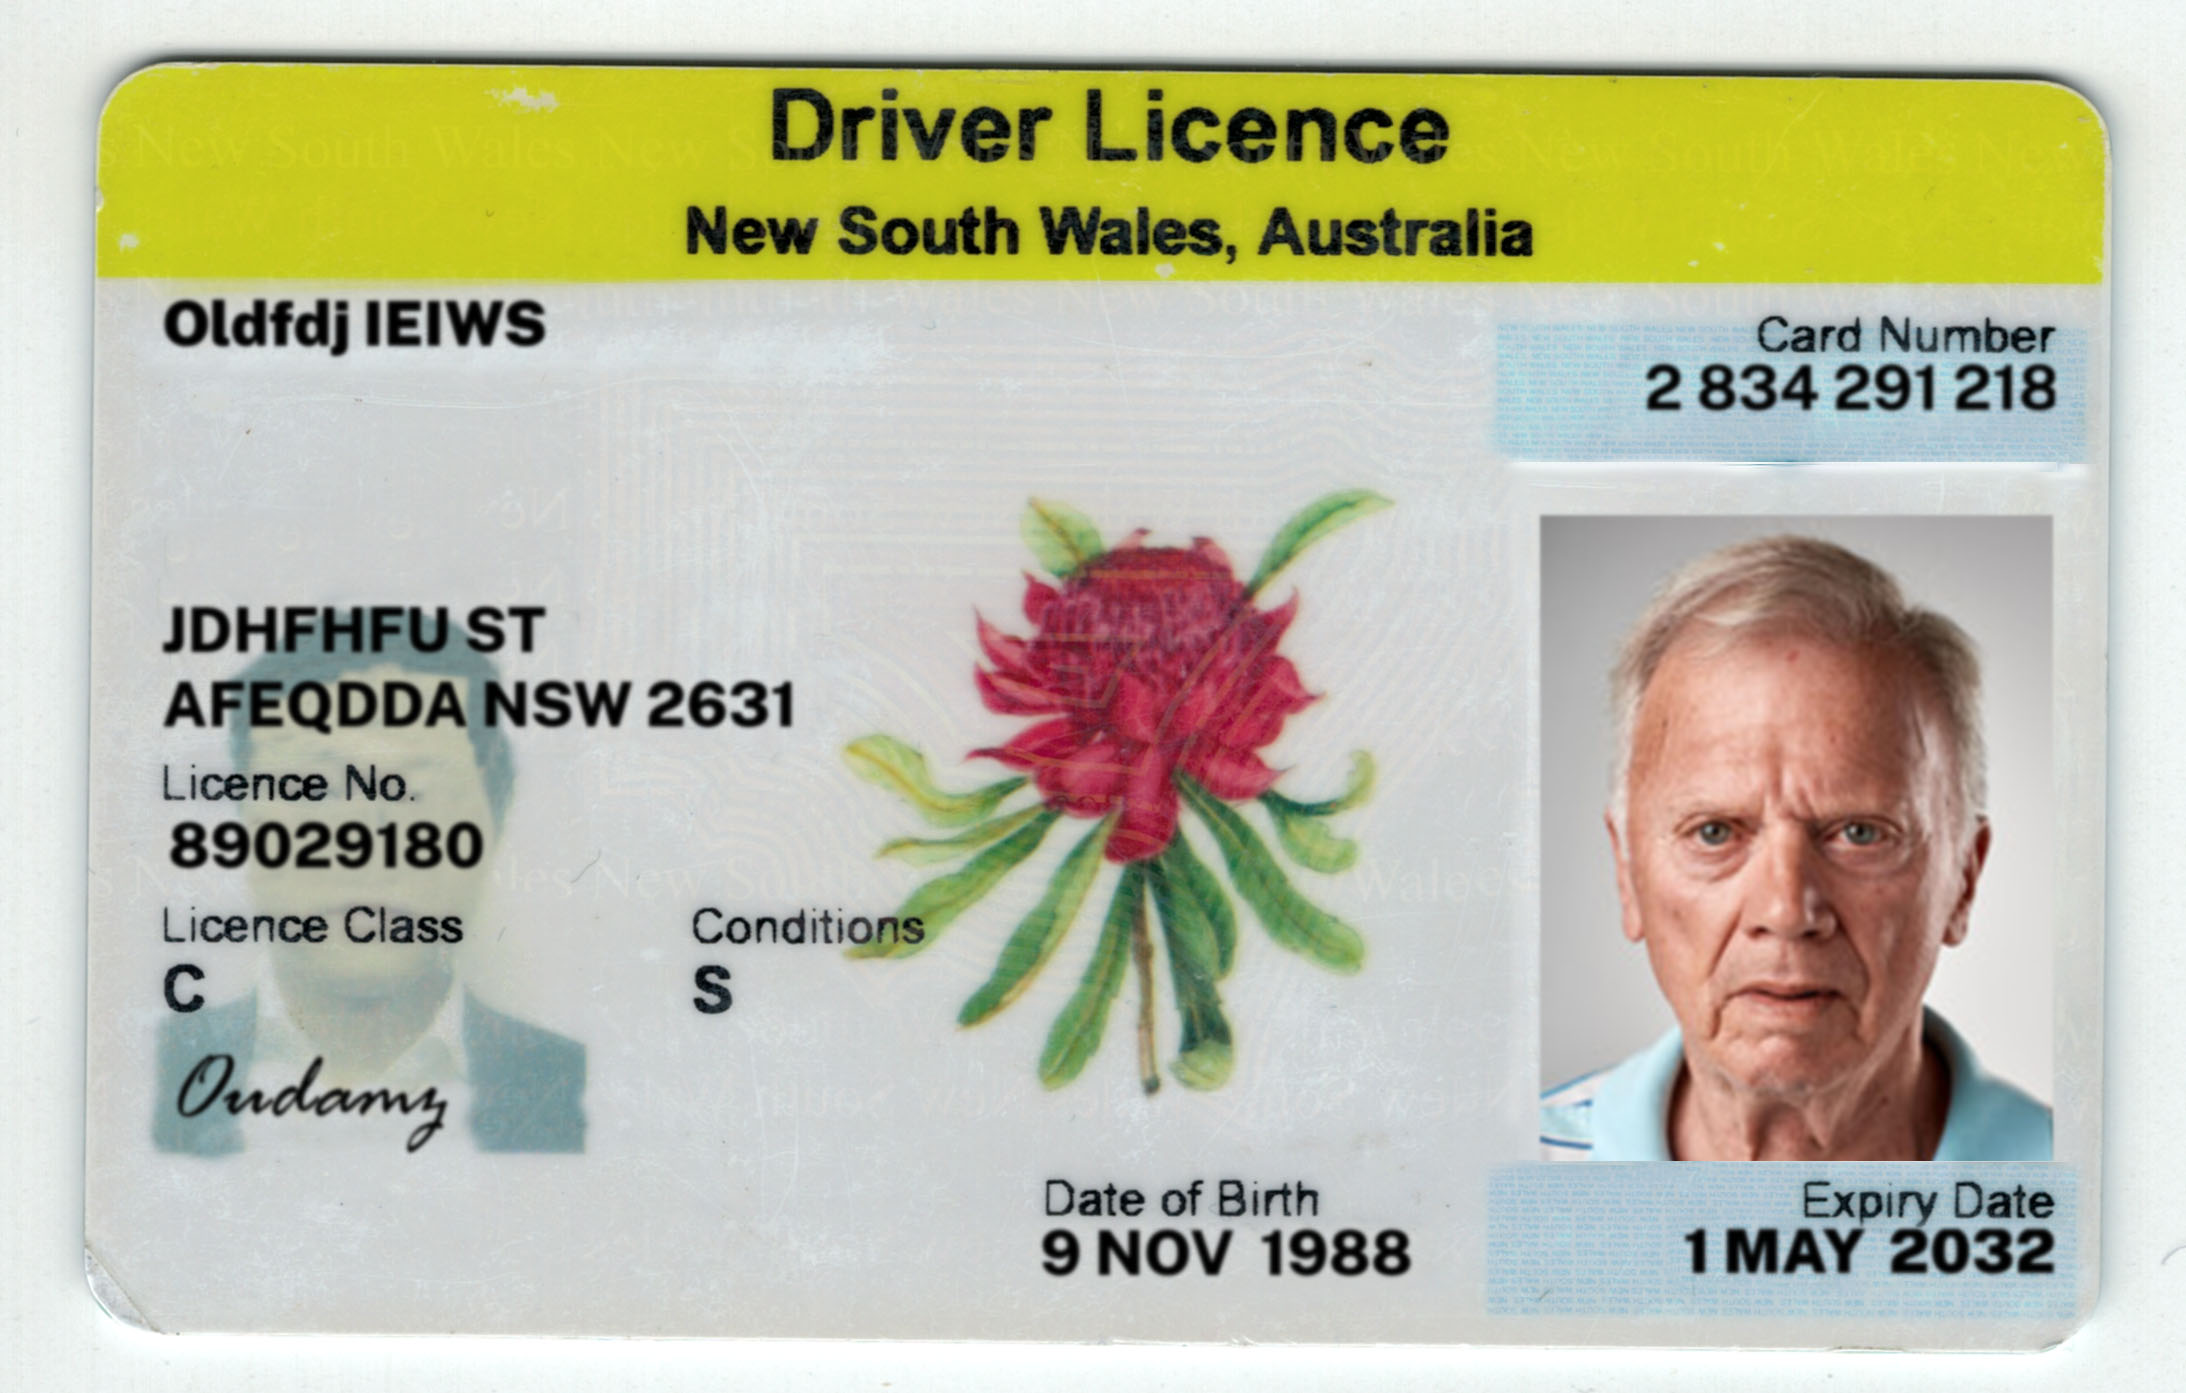 Driver Licence
New South Wales, Australia
Oldfdj IEIWS
Card Number
2 834 291 218
JDHFHFU ST
AFEQDDA NSW 2631
Licence No.
89029180
Licence Class
Conditions
C
S
Oudamz
Date of Birth
9 NOV 1988
Expiry Date
1 MAY 2032